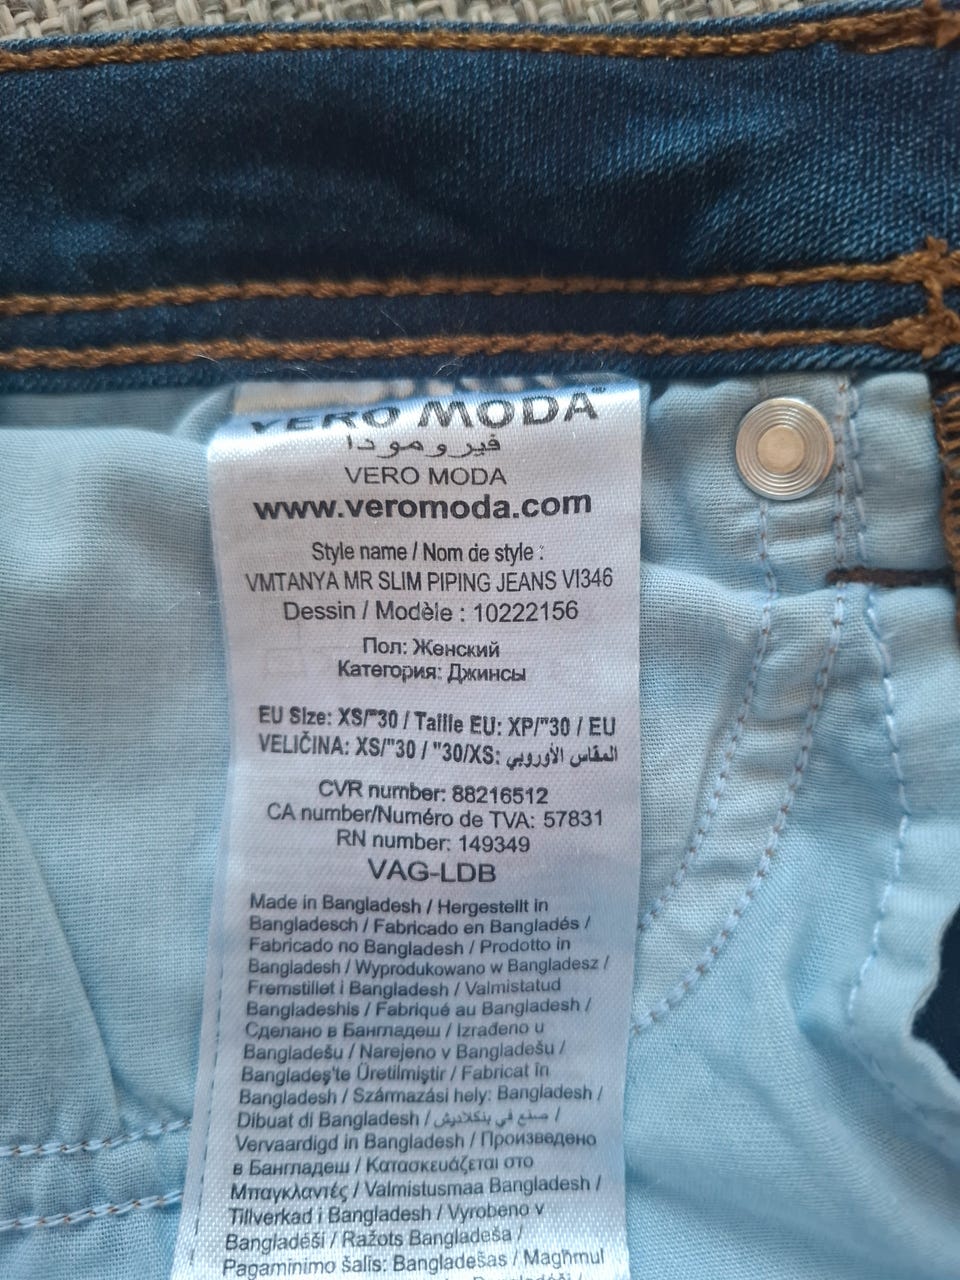 VERO MODA™
فيرومودا
VERO MODA
www.veromoda.com
Style name / Nom de style :
VMTANYA MR SLIM PIPING JEANS VI346
Dessin / Modèle : 10222156
Пол: Женский
Категория: Джинсы
EU Size: XS/"30 / Taille EU: XP/"30 / EU
VELIČINA: XS/"30 / "30/XS: المقاس الأوروبي
CVR number: 88216512
CA number/Numéro de TVA: 57831
RN number: 149349
VAG-LDB
Made in Bangladesh / Hergestellt in
Bangladesch / Fabricado en Bangladés /
Fabricado no Bangladesh / Prodotto in
Bangladesh / Wyprodukowano w Bangladesz /
Fremstillet i Bangladesh / Valmistatud
Bangladeshis / Fabriqué au Bangladesh /
Сделано в Бангладеш / Izrađeno u
Bangladešu / Narejeno v Bangladešu /
Bangladeş'te Üretilmiştir / Fabricat în
Bangladesh / Származási hely: Bangladesh /
Dibuat di Bangladesh / صنع في بنكلاديش /
Vervaardigd in Bangladesh / Произведено
в Бангладеш / Κατασκευάζεται στο
Μπαγκλαντές / Valmistusmaa Bangladesh /
Tillverkad i Bangladesh / Vyrobeno v
Bangladéši / Ražots Bangladeša /
Pagaminimo šalis: Bangladešas / Magħmul